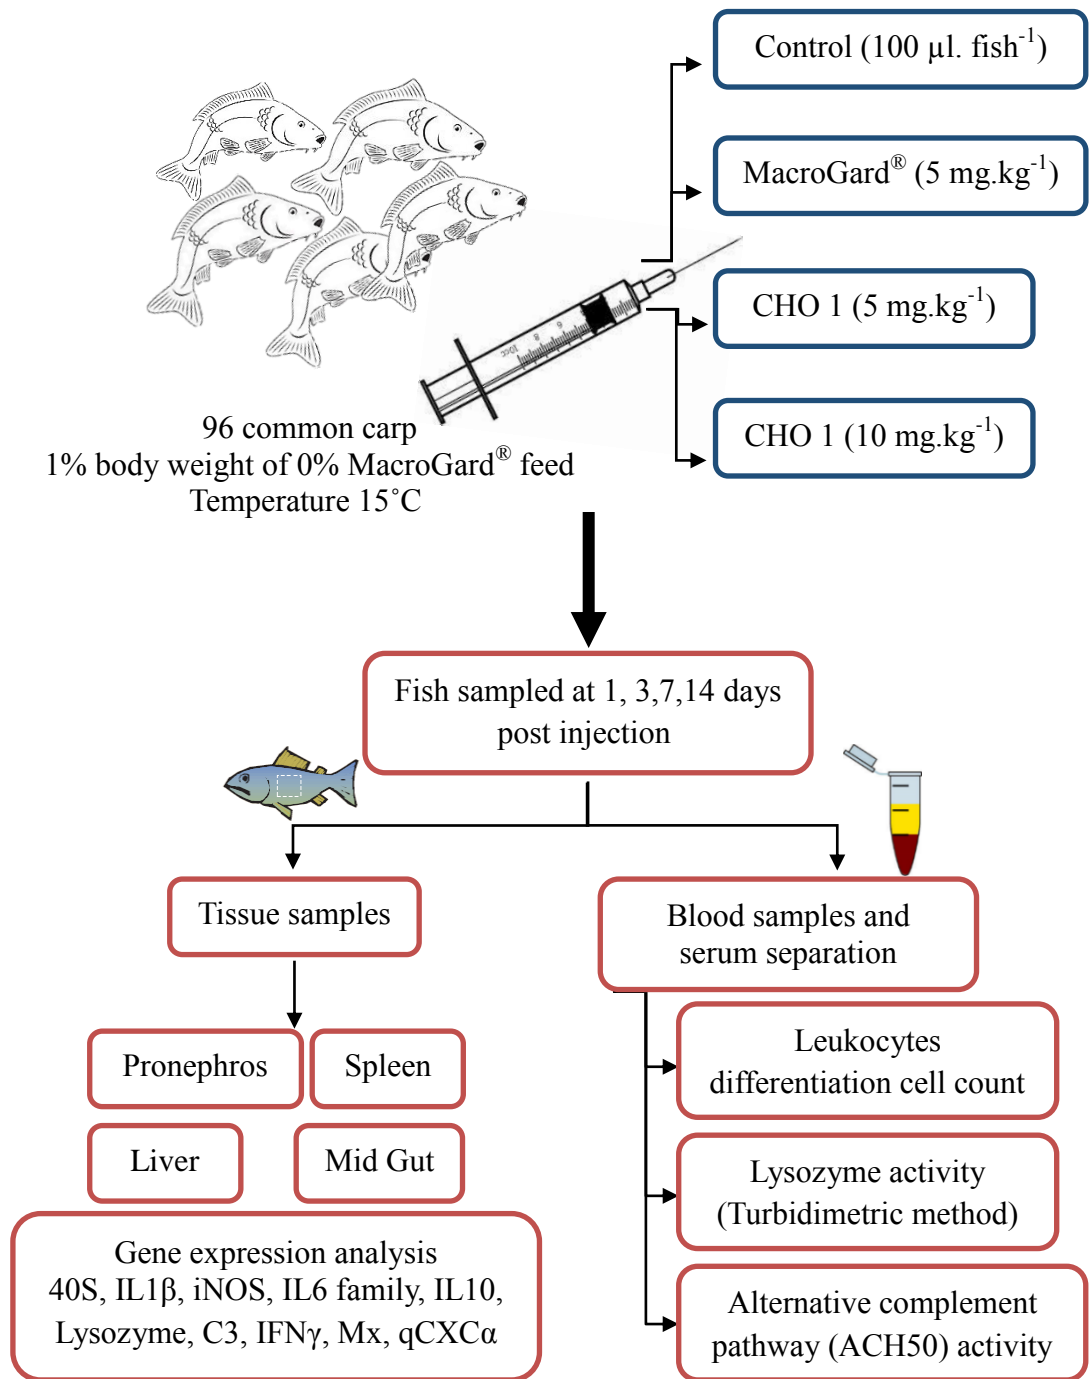 Control (100 µl. fish⁻¹)
MacroGard® (5 mg.kg⁻¹)
CHO 1 (5 mg.kg⁻¹)
CHO 1 (10 mg.kg⁻¹)
96 common carp
1% body weight of 0% MacroGard® feed
Temperature 15˚C
Fish sampled at 1, 3,7,14 days
post injection
Tissue samples
Blood samples and
serum separation
Pronephros
Spleen
Liver
Mid Gut
Gene expression analysis
40S, IL1β, iNOS, IL6 family, IL10,
Lysozyme, C3, IFNγ, Mx, qCXCα
Leukocytes
differentiation cell count
Lysozyme activity
(Turbidimetric method)
Alternative complement
pathway (ACH50) activity